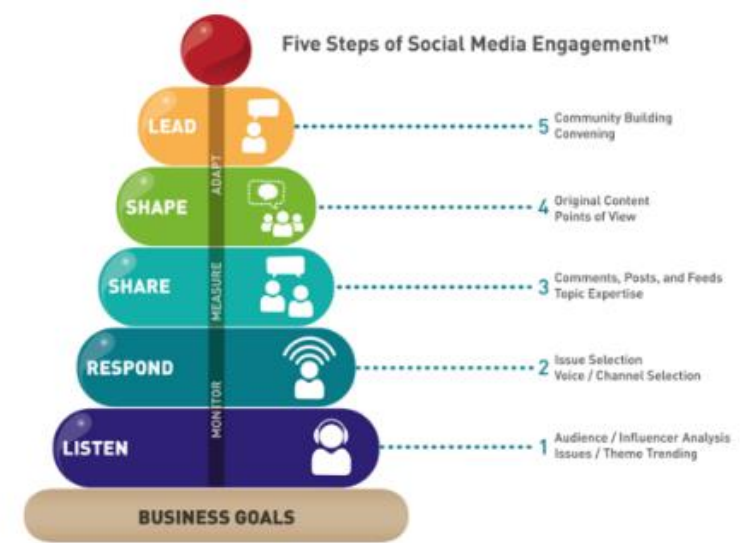 Five Steps of Social Media Engagement™
LEAD
5
Community Building
Convening
ADAPT
SHAPE
4
Original Content
Points of View
SHARE
3
Comments, Posts, and Feeds
Topic Expertise
MEASURE
RESPOND
2
Issue Selection
Voice / Channel Selection
MONITOR
LISTEN
1
Audience / Influencer Analysis
Issues / Theme Trending
BUSINESS GOALS